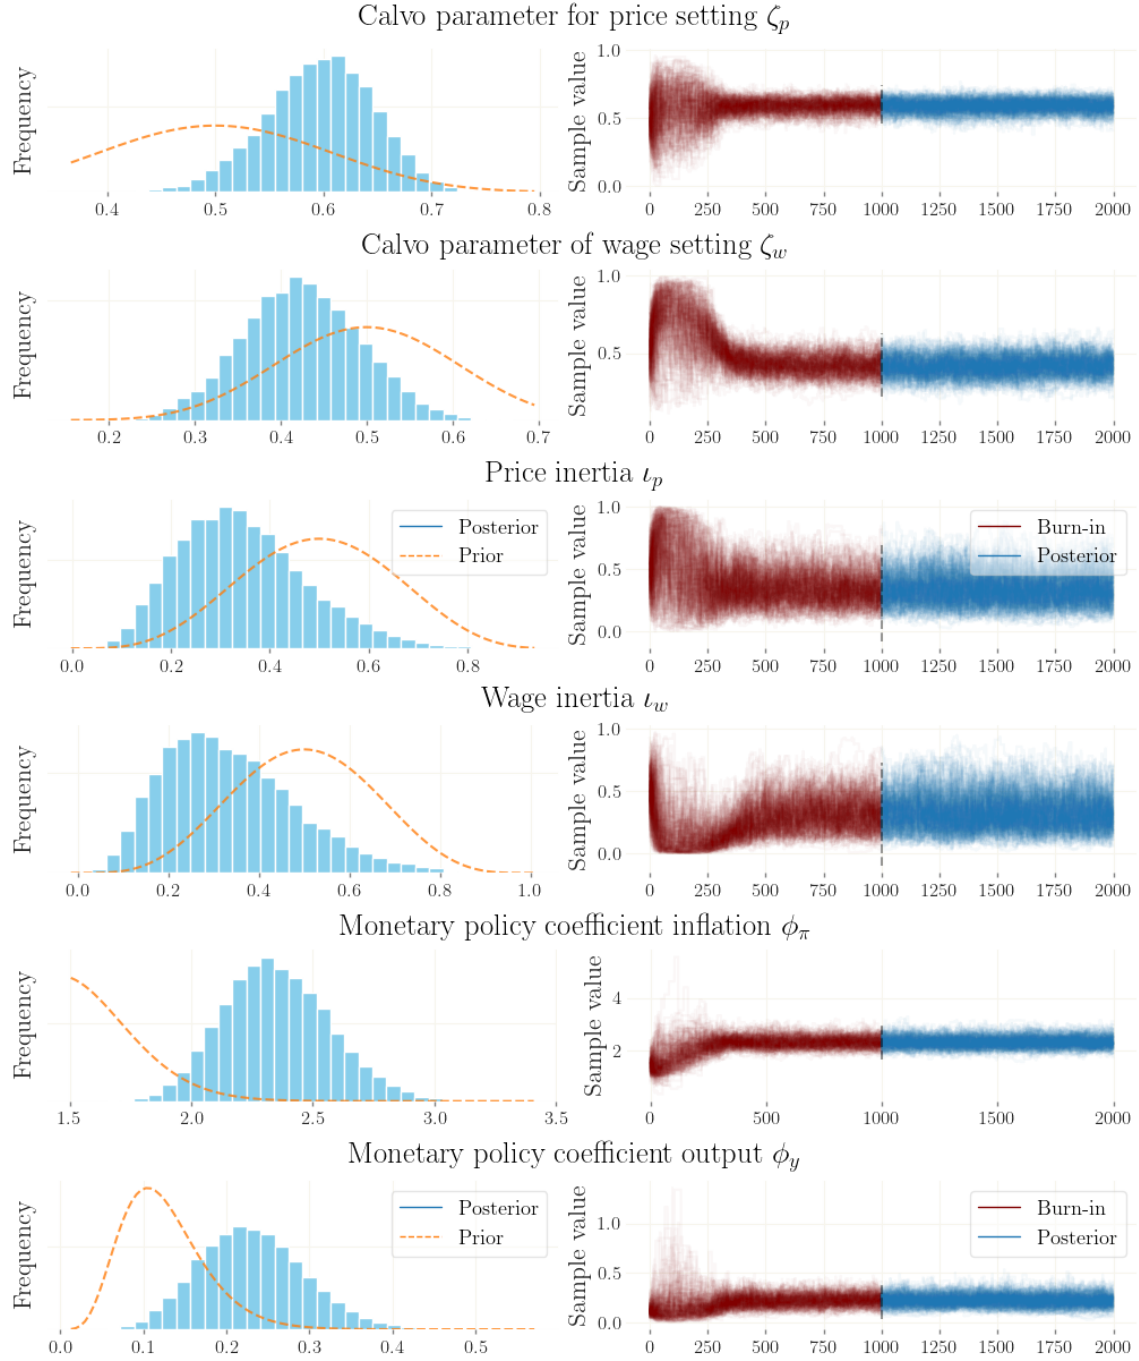 Calvo parameter for price setting ζ_p
Frequency
0.4 0.5 0.6 0.7 0.8
Sample value
1.0
0.5
0.0
0 250 500 750 1000 1250 1500 1750 2000
Calvo parameter of wage setting ζ_w
Frequency
0.2 0.3 0.4 0.5 0.6 0.7
Sample value
1.0
0.5
0 250 500 750 1000 1250 1500 1750 2000
Price inertia ι_p
Frequency
Posterior
Prior
0.0 0.2 0.4 0.6 0.8
Sample value
1.0
0.5
0.0
Burn-in
Posterior
0 250 500 750 1000 1250 1500 1750 2000
Wage inertia ι_w
Frequency
0.0 0.2 0.4 0.6 0.8 1.0
Sample value
1.0
0.5
0.0
0 250 500 750 1000 1250 1500 1750 2000
Monetary policy coefficient inflation ϕ_π
Frequency
1.5 2.0 2.5 3.0 3.5
Sample value
4
2
0 500 1000 1500 2000
Monetary policy coefficient output ϕ_y
Frequency
Posterior
Prior
0.0 0.1 0.2 0.3 0.4 0.5
Sample value
1.0
0.5
0.0
Burn-in
Posterior
0 250 500 750 1000 1250 1500 1750 2000